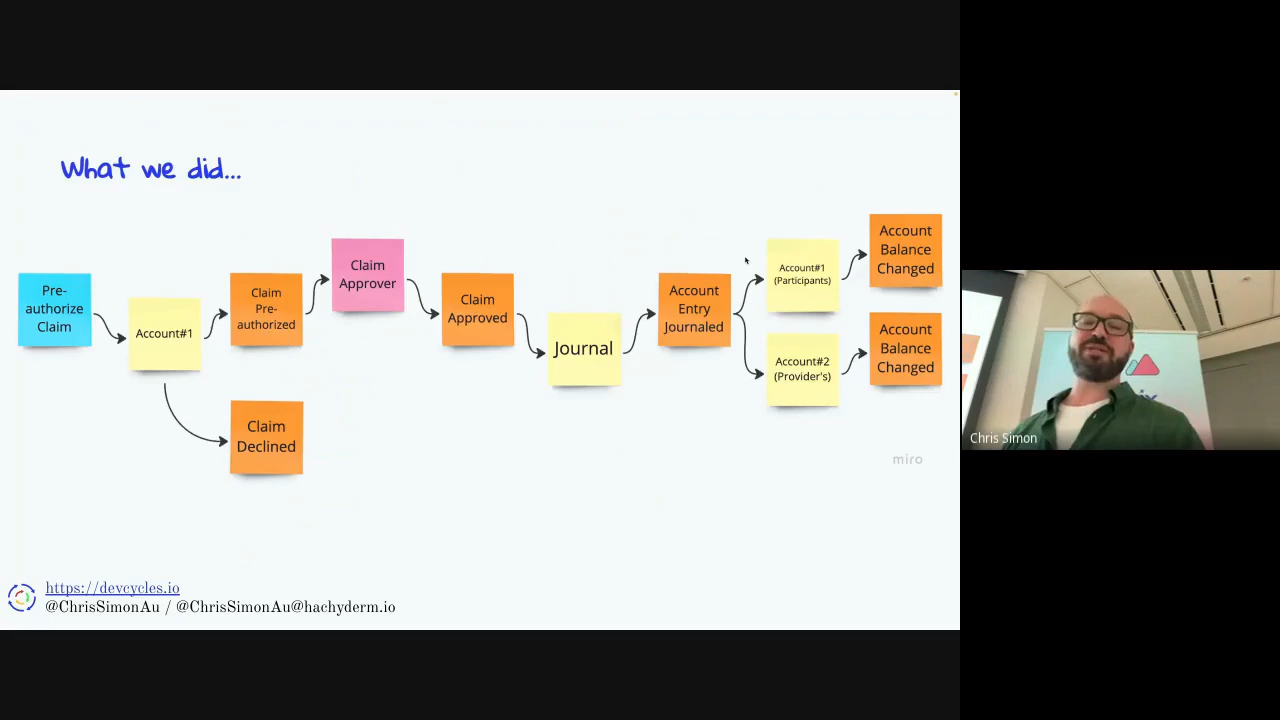 What we did...
Pre-
authorize
Claim
Account#1
Claim
Pre-
authorized
Claim
Declined
Claim
Approver
Claim
Approved
Journal
Account
Entry
Journaled
Account#1
(Participants)
Account
Balance
Changed
Account#2
(Provider's)
Account
Balance
Changed
miro
https://devcycles.io
@ChrisSimonAu / @ChrisSimonAu@hachyderm.io
Chris Simon